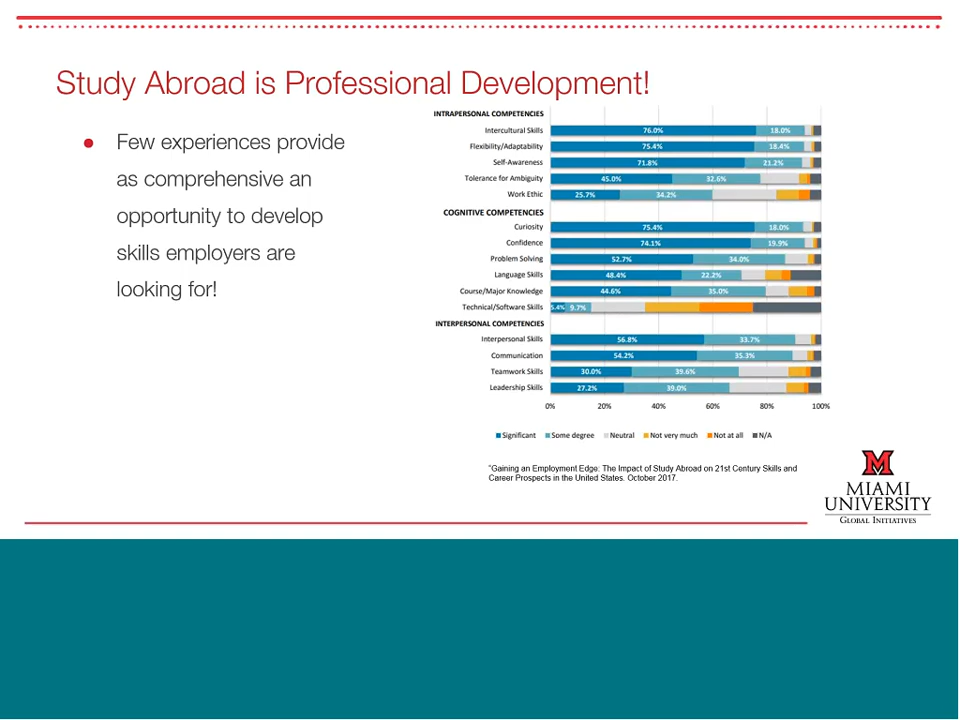 Study Abroad is Professional Development!
● Few experiences provide
as comprehensive an
opportunity to develop
skills employers are
looking for!
INTRAPERSONAL COMPETENCIES
Intercultural Skills 76.0% 18.0%
Flexibility/Adaptability 75.4% 18.4%
Self-Awareness 71.8% 21.2%
Tolerance for Ambiguity 45.0% 32.6%
Work Ethic 25.7% 34.2%
COGNITIVE COMPETENCIES
Curiosity 75.4% 18.0%
Confidence 74.1% 19.9%
Problem Solving 52.7% 34.0%
Language Skills 48.4% 22.2%
Course/Major Knowledge 44.6% 35.0%
Technical/Software Skills 5.4% 9.7%
INTERPERSONAL COMPETENCIES
Interpersonal Skills 56.8% 33.7%
Communication 54.2% 35.3%
Teamwork Skills 30.0% 39.6%
Leadership Skills 27.2% 39.0%
0% 20% 40% 60% 80% 100%
Significant Some degree Neutral Not very much Not at all N/A
"Gaining an Employment Edge: The Impact of Study Abroad on 21st Century Skills and
Career Prospects in the United States. October 2017.
M
MIAMI
UNIVERSITY
GLOBAL INITIATIVES